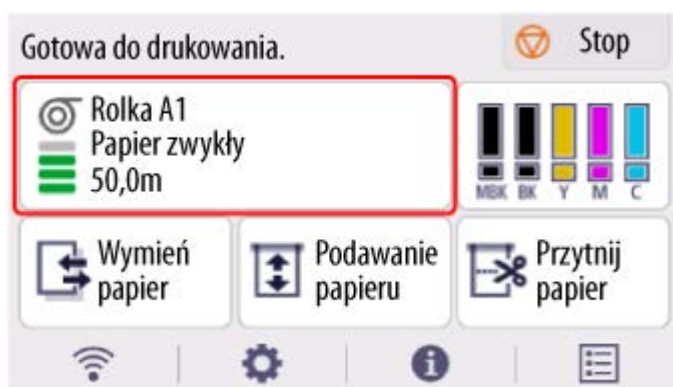 Gotowa do drukowania.
Stop
Rolka A1
Papier zwykły
50,0m
MBK BK Y M C
Wymień
papier
Podawanie
papieru
Przytnij
papier